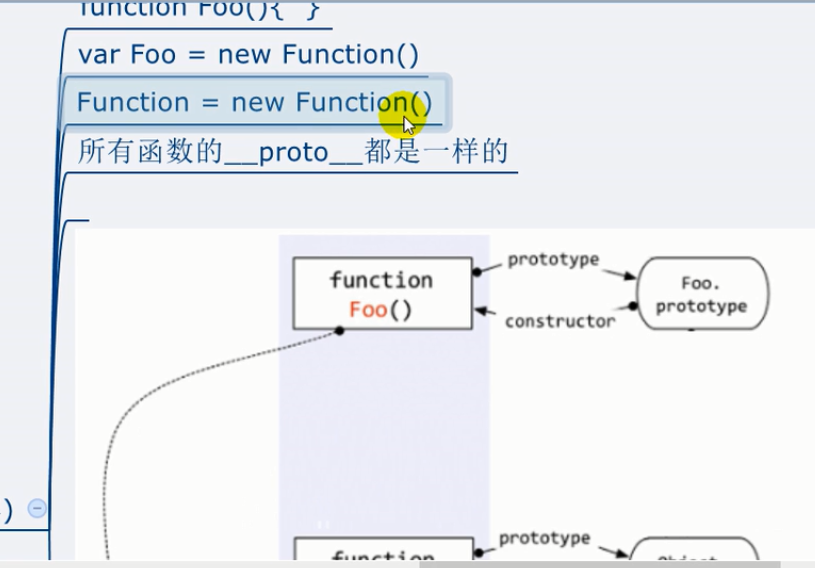 function Foo(){  }
var Foo = new Function()
Function = new Function()
所有函数的__proto__都是一样的
prototype
function
Foo()
Foo.
prototype
constructor
)
prototype
function
Object